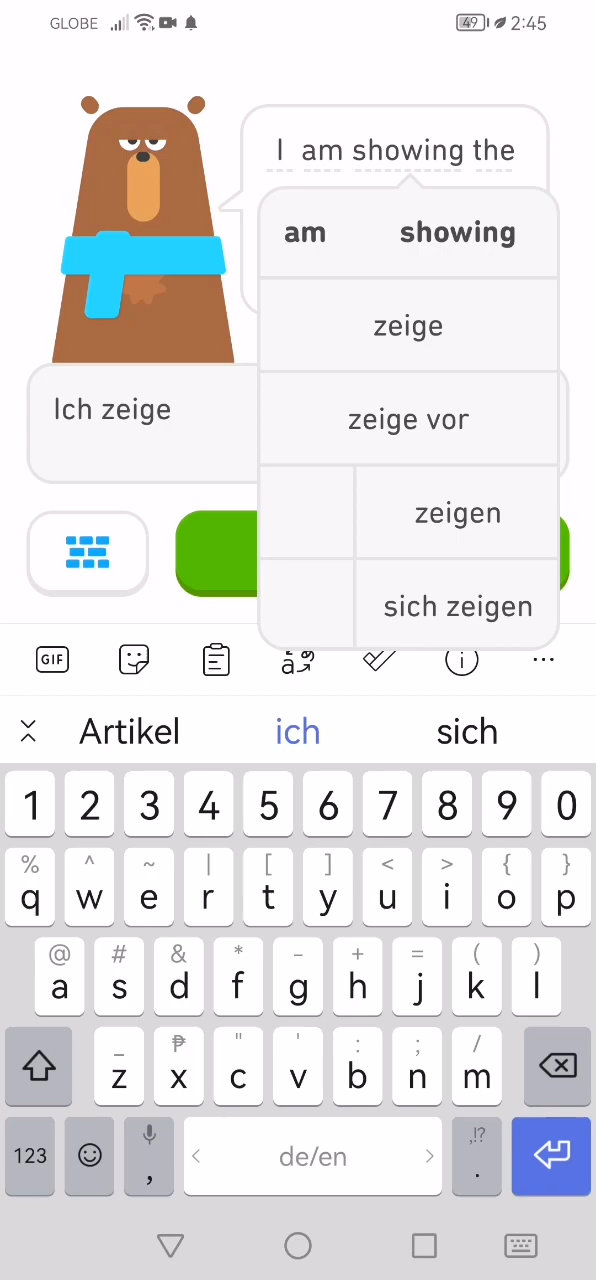 GLOBE 49 2:45
I am showing the
am showing
zeige
zeige vor
zeigen
sich zeigen
Ich zeige
GIF
Artikel ich sich
1 2 3 4 5 6 7 8 9 0
% ^ ~ | [ ] < > { }
q w e r t y u i o p
@ # & * - + = ( )
a s d f g h j k l
_ ₱ " ' : ; /
z x c v b n m
123 , < de/en > ,!? .